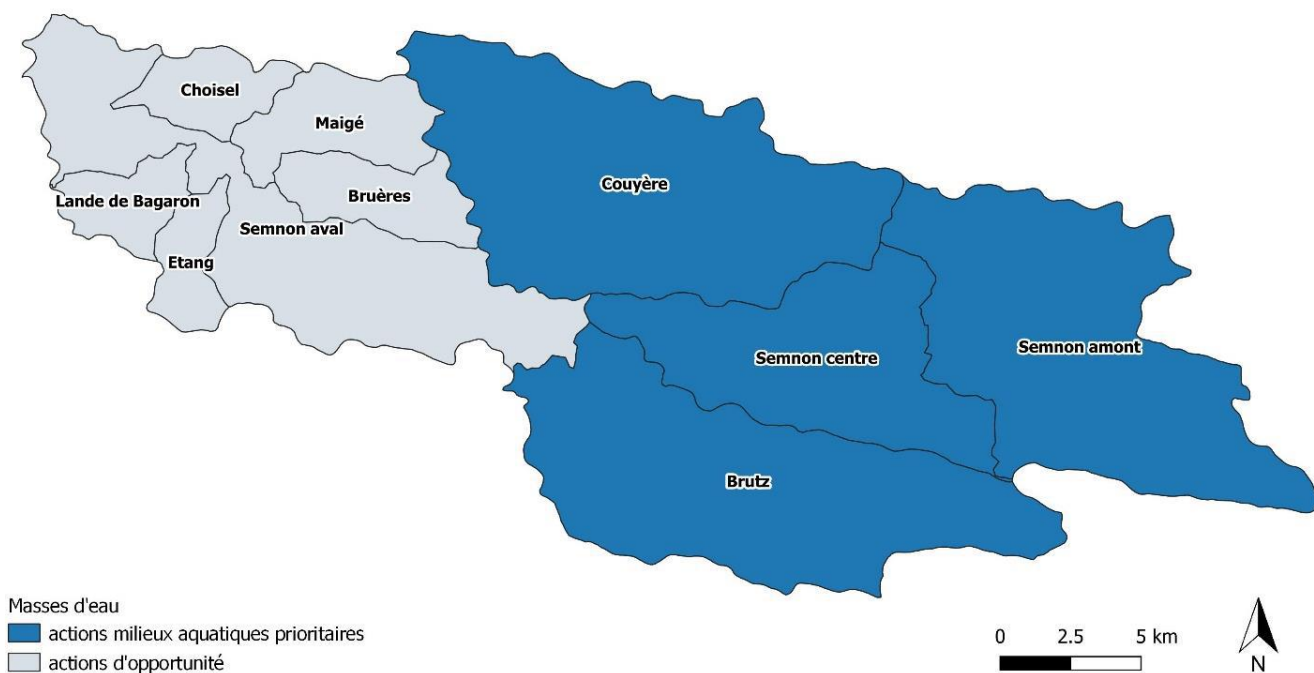 Choisel
Maigé
Couyère
Bruères
Lande de Bagaron
Semnon aval
Etang
Semnon centre
Semnon amont
Brutz
Masses d'eau
actions milieux aquatiques prioritaires
actions d'opportunité
0 2.5 5 km
N